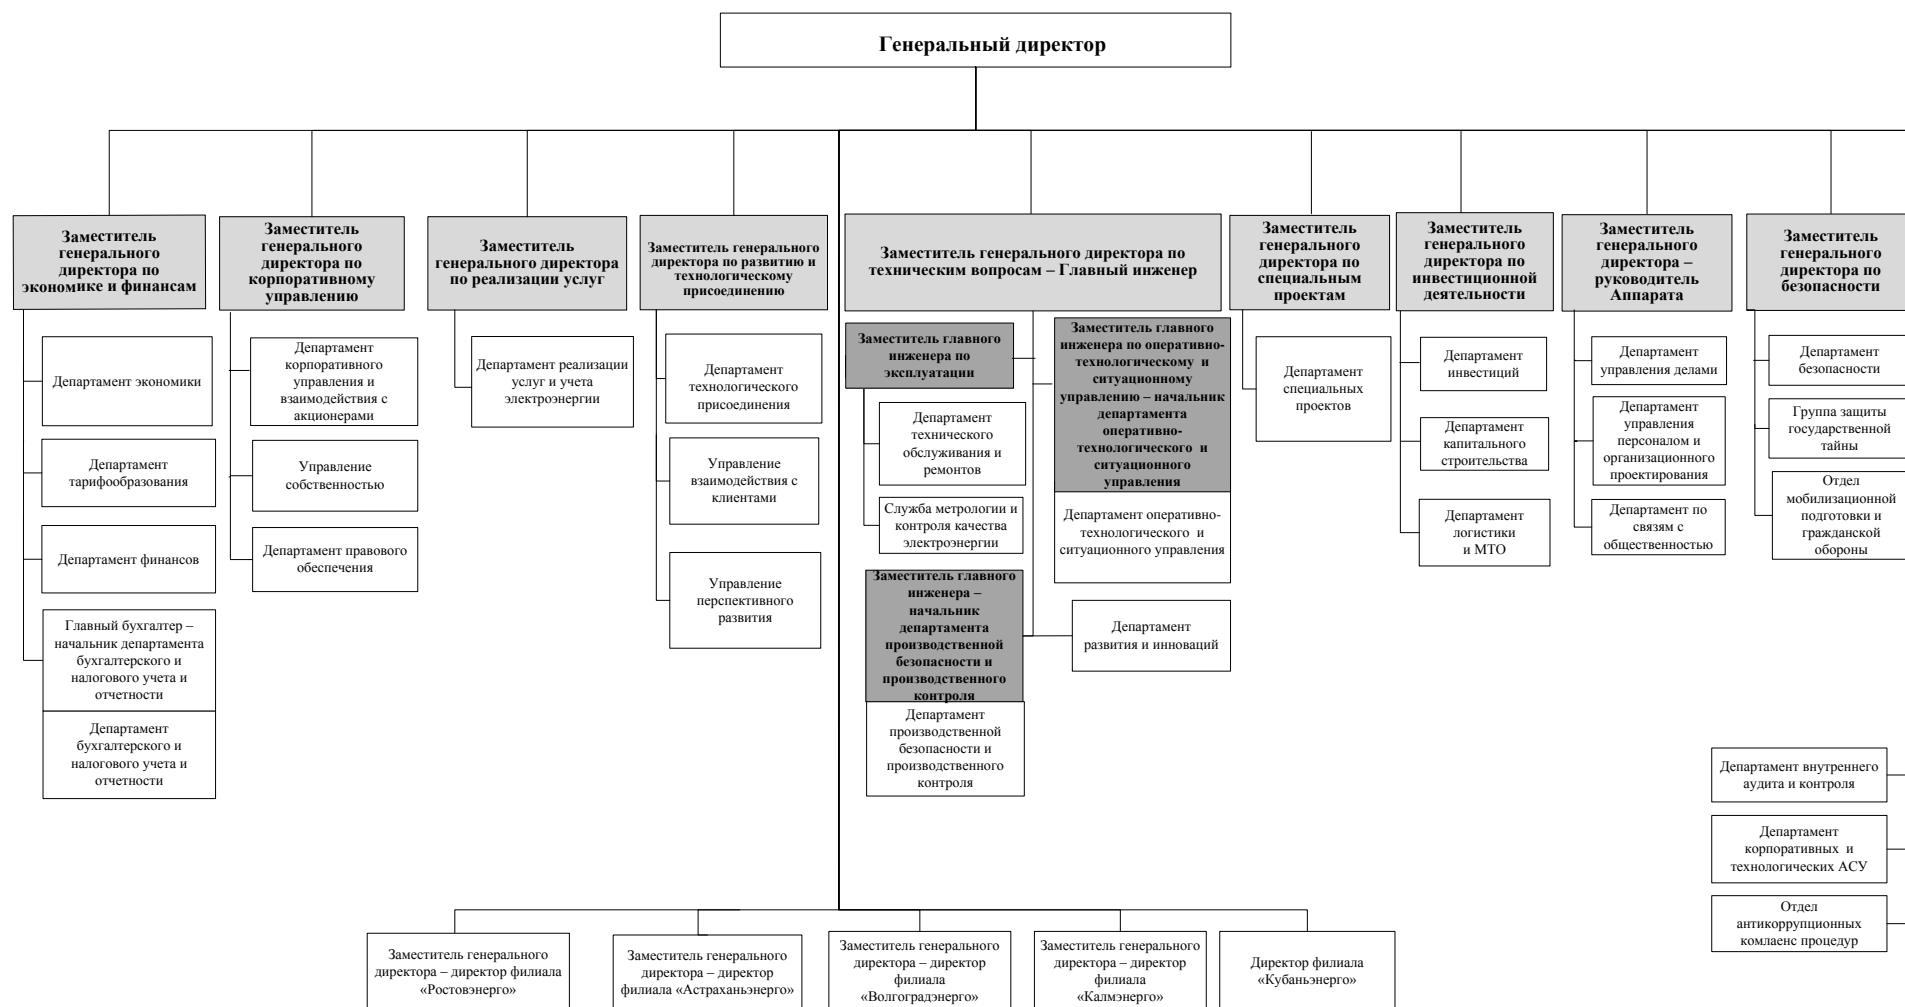 Генеральный директор
Заместитель
генерального
директора по
экономике и финансам
Департамент экономики
Департамент
тарифообразования
Департамент финансов
Главный бухгалтер –
начальник департамента
бухгалтерского и
налогового учета и
отчетности
Департамент
бухгалтерского и
налогового учета и
отчетности
Заместитель
генерального
директора по
корпоративному
управлению
Департамент
корпоративного
управления и
взаимодействия с
акционерами
Управление
собственностью
Департамент правового
обеспечения
Заместитель
генерального директора
по реализации услуг
Департамент реализации
услуг и учета
электроэнергии
Заместитель генерального
директора по развитию и
технологическому
присоединению
Департамент
технологического
присоединения
Управление
взаимодействия с
клиентами
Управление
перспективного
развития
Заместитель генерального директора по
техническим вопросам – Главный инженер
Заместитель главного
инженера по
эксплуатации
Департамент
технического
обслуживания и
ремонтов
Служба метрологии и
контроля качества
электроэнергии
Заместитель главного
инженера –
начальник
департамента
производственной
безопасности и
производственного
контроля
Департамент
производственной
безопасности и
производственного
контроля
Заместитель главного
инженера по оперативно-
технологическому и
ситуационному
управлению – начальник
департамента
оперативно-
технологического и
ситуационного
управления
Департамент оперативно-
технологического и
ситуационного управления
Департамент
развития и инноваций
Заместитель
генерального
директора по
специальным
проектам
Департамент
специальных
проектов
Заместитель
генерального
директора по
инвестиционной
деятельности
Департамент
инвестиций
Департамент
капитального
строительства
Департамент
логистики
и МТО
Заместитель
генерального
директора –
руководитель
Аппарата
Департамент
управления делами
Департамент
управления
персоналом и
организационного
проектирования
Департамент по
связям с
общественностью
Заместитель
генерального
директора по
безопасности
Департамент
безопасности
Группа защиты
государственной
тайны
Отдел
мобилизационной
подготовки и
гражданской
обороны
Департамент внутреннего
аудита и контроля
Департамент
корпоративных и
технологических АСУ
Отдел
антикоррупционных
комлаенс процедур
Заместитель генерального
директора – директор филиала
«Ростовэнерго»
Заместитель генерального
директора – директор
филиала «Астраханьэнерго»
Заместитель генерального
директора – директор
филиала
«Волгоградэнерго»
Заместитель генерального
директора – директор
филиала
«Калмэнерго»
Директор филиала
«Кубаньэнерго»